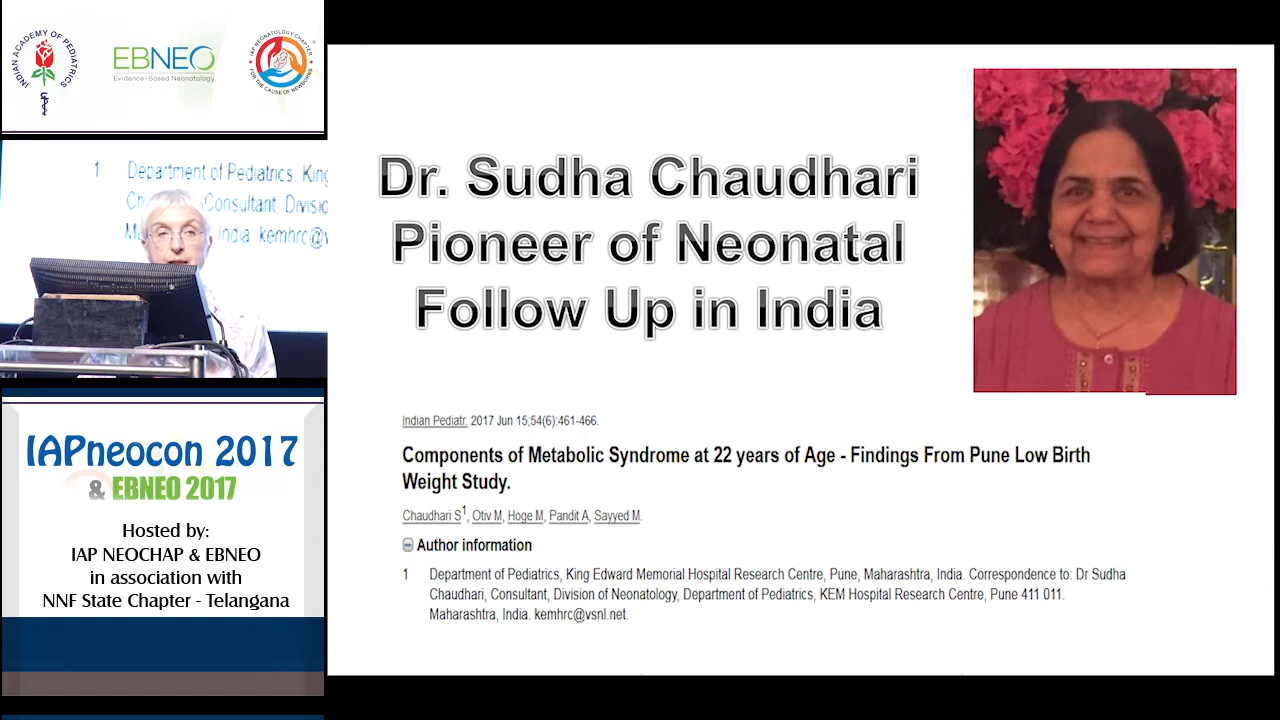 INDIAN ACADEMY OF PEDIATRICS
EBNEO
Evidence-Based Neonatology
IAP NEONATOLOGY CHAPTER
FOR THE CAUSE OF NEWBORNS
1 Department of Pediatrics, King
Consultant Division
India kemhrc@v
IAPneocon 2017
& EBNEO 2017
Hosted by:
IAP NEOCHAP & EBNEO
in association with
NNF State Chapter - Telangana
Dr. Sudha Chaudhari
Pioneer of Neonatal
Follow Up in India
Indian Pediatr. 2017 Jun 15;54(6):461-466.
Components of Metabolic Syndrome at 22 years of Age - Findings From Pune Low Birth
Weight Study.
Chaudhari S1, Otiv M, Hoge M, Pandit A, Sayyed M.
Author information
1 Department of Pediatrics, King Edward Memorial Hospital Research Centre, Pune, Maharashtra, India. Correspondence to: Dr Sudha
Chaudhari, Consultant, Division of Neonatology, Department of Pediatrics, KEM Hospital Research Centre, Pune 411 011.
Maharashtra, India. kemhrc@vsnl.net.